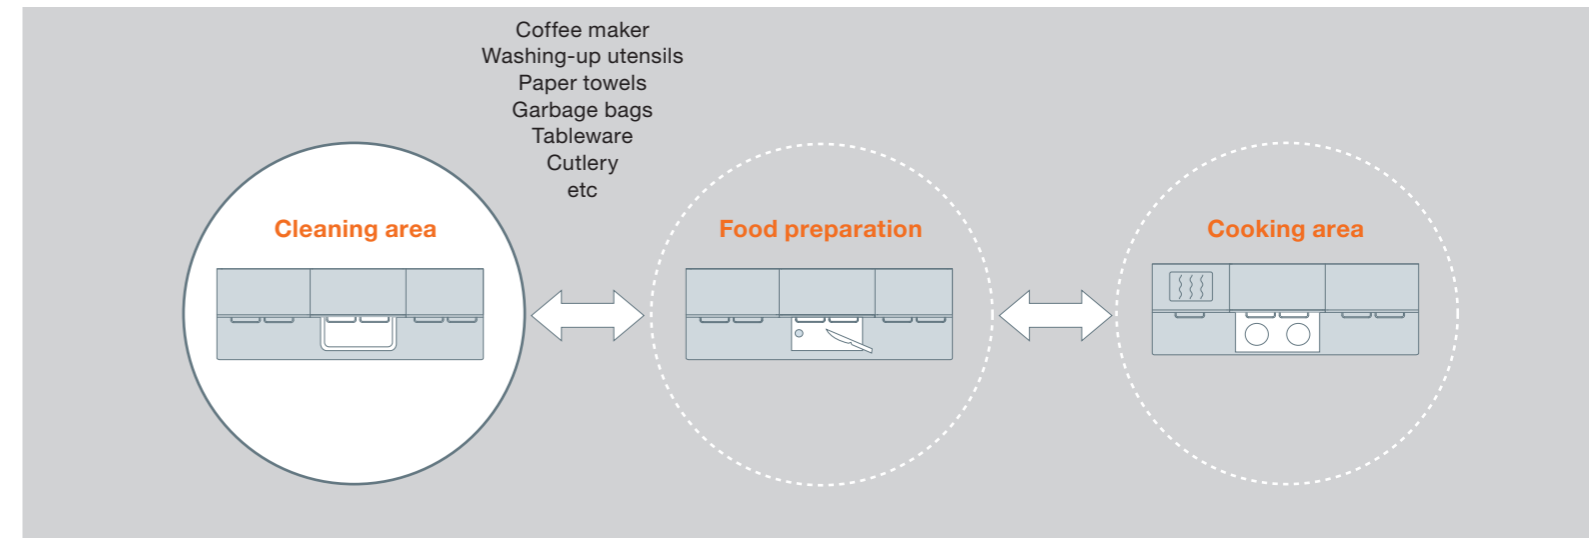 Coffee maker
Washing-up utensils
Paper towels
Garbage bags
Tableware
Cutlery
etc
Cleaning area
Food preparation
Cooking area